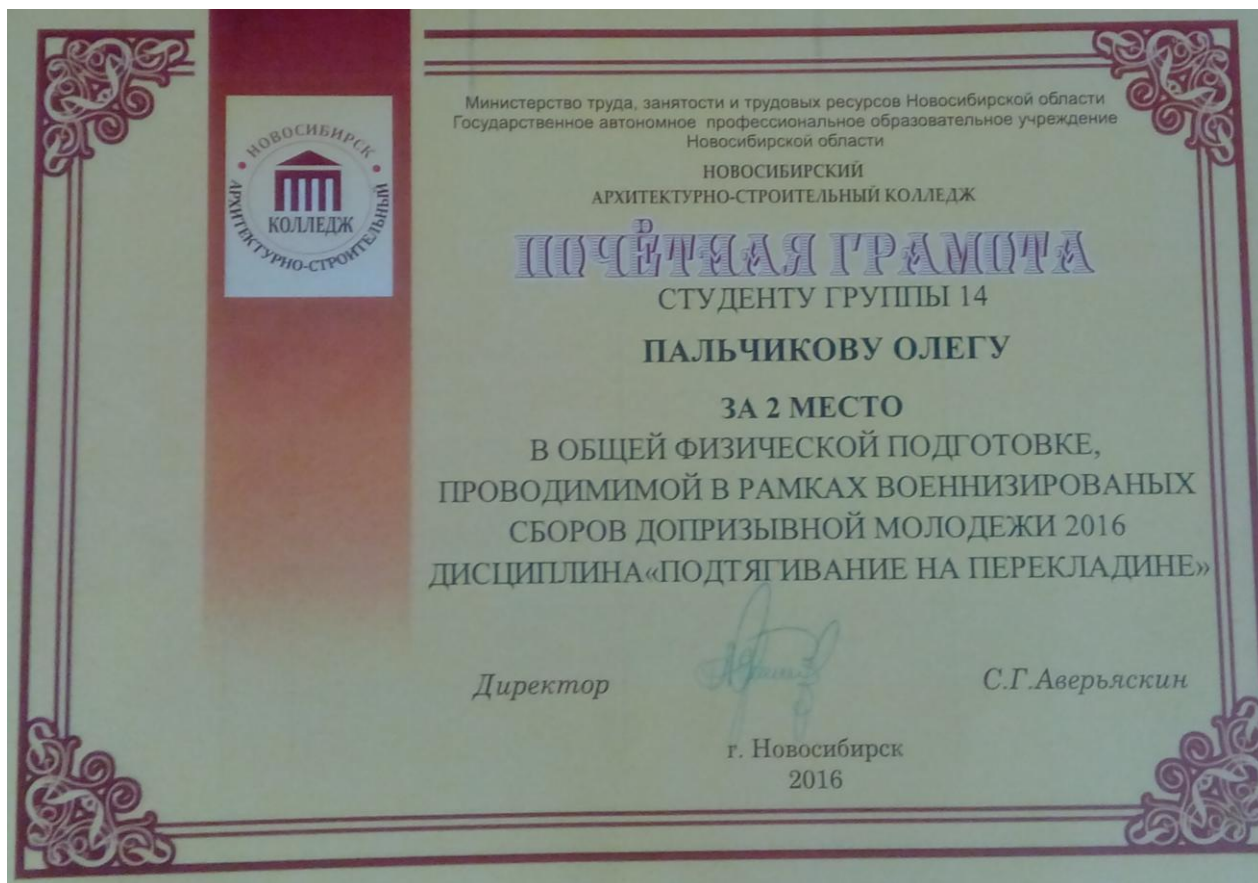 НОВОСИБИРСК
АРХИТЕКТУРНО-СТРОИТЕЛЬНЫЙ
КОЛЛЕДЖ
Министерство труда, занятости и трудовых ресурсов Новосибирской области
Государственное автономное профессиональное образовательное учреждение
Новосибирской области
НОВОСИБИРСКИЙ
АРХИТЕКТУРНО-СТРОИТЕЛЬНЫЙ КОЛЛЕДЖ
ПОЧЁТНАЯ ГРАМОТА
СТУДЕНТУ ГРУППЫ 14
ПАЛЬЧИКОВУ ОЛЕГУ
ЗА 2 МЕСТО
В ОБЩЕЙ ФИЗИЧЕСКОЙ ПОДГОТОВКЕ,
ПРОВОДИМИМОЙ В РАМКАХ ВОЕННИЗИРОВАНЫХ
СБОРОВ ДОПРИЗЫВНОЙ МОЛОДЕЖИ 2016
ДИСЦИПЛИНА«ПОДТЯГИВАНИЕ НА ПЕРЕКЛАДИНЕ»
Директор С.Г.Аверьяскин
г. Новосибирск
2016